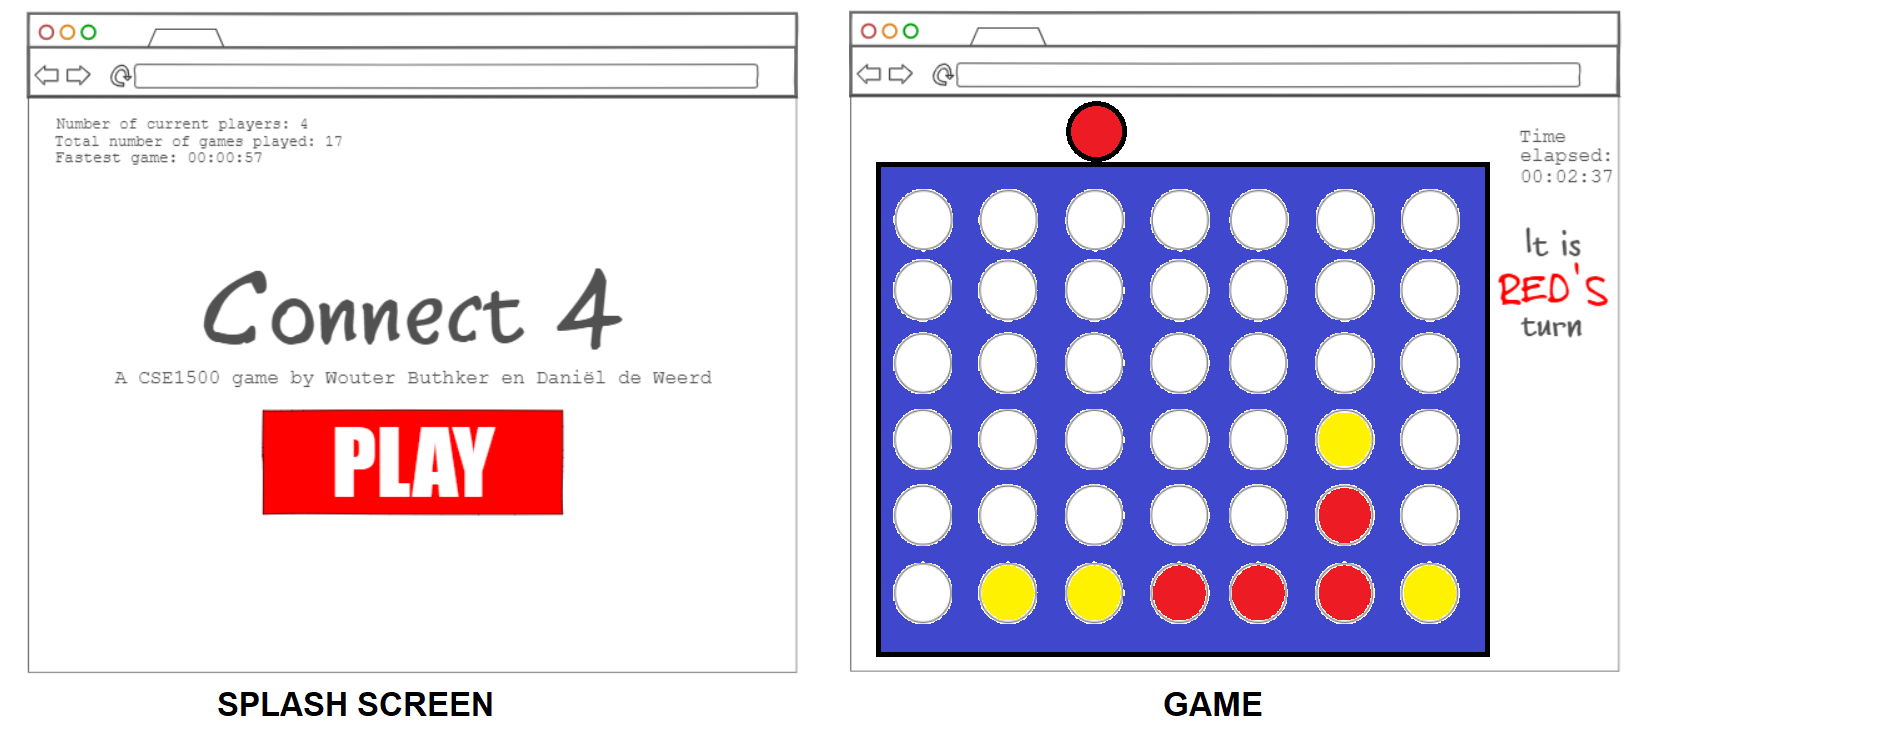 Number of current players: 4
Total number of games played: 17
Fastest game: 00:00:57
Connect 4
A CSE1500 game by Wouter Buthker en Daniël de Weerd
PLAY
SPLASH SCREEN
Time
elapsed:
00:02:37
It is
RED'S
turn
GAME